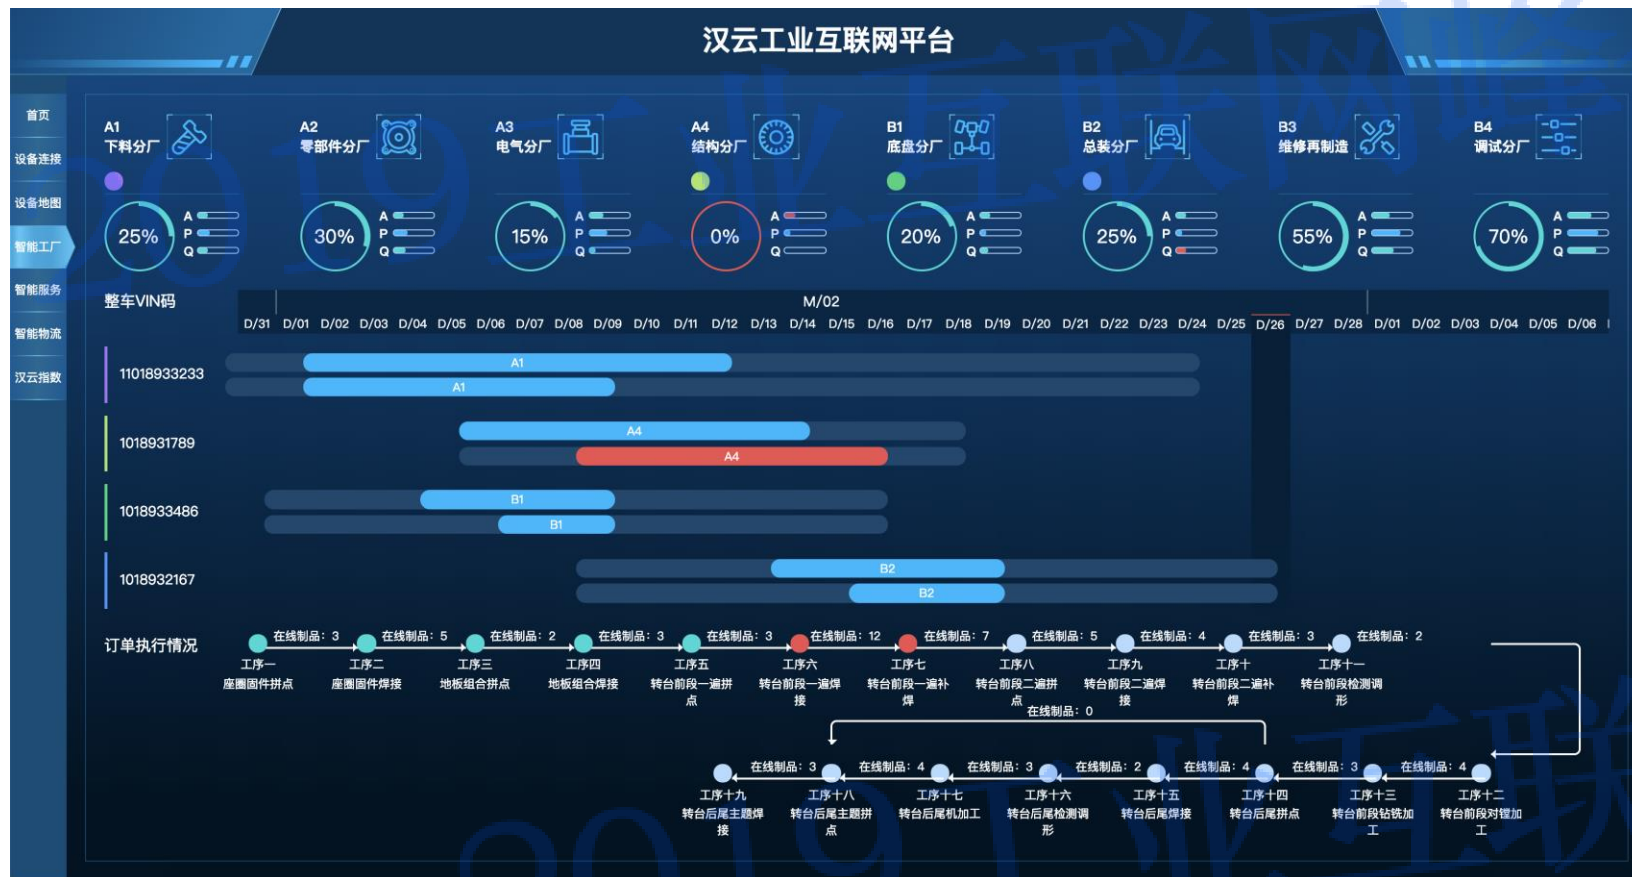 汉云工业互联网平台
首页
设备连接
设备地图
智能工厂
智能服务
智能物流
汉云指数
A1
下料分厂
A2
零部件分厂
A3
电气分厂
A4
结构分厂
B1
底盘分厂
B2
总装分厂
B3
维修再制造
B4
调试分厂
25% A P Q
30% A P Q
15% A P Q
0% A P Q
20% A P Q
25% A P Q
55% A P Q
70% A P Q
整车VIN码
M/02
D/31 D/01 D/02 D/03 D/04 D/05 D/06 D/07 D/08 D/09 D/10 D/11 D/12 D/13 D/14 D/15 D/16 D/17 D/18 D/19 D/20 D/21 D/22 D/23 D/24 D/25 D/26 D/27 D/28 D/01 D/02 D/03 D/04 D/05 D/06
11018933233
A1
A1
1018931789
A4
A4
1018933486
B1
B1
1018932167
B2
B2
订单执行情况
在线制品：3 在线制品：5 在线制品：2 在线制品：3 在线制品：3 在线制品：12 在线制品：7 在线制品：5 在线制品：4 在线制品：3 在线制品：2
工序一
座圈固件拼点
工序二
座圈固件焊接
工序三
地板组合拼点
工序四
地板组合焊接
工序五
转台前段一遍拼
点
工序六
转台前段一遍焊
接
工序七
转台前段一遍补
焊
工序八
转台前段二遍拼
点
工序九
转台前段二遍焊
接
工序十
转台前段二遍补
焊
工序十一
转台前段检测调
形
在线制品：0
在线制品：3 在线制品：4 在线制品：3 在线制品：2 在线制品：4 在线制品：3 在线制品：4
工序十九
转台后尾主题焊
接
工序十八
转台后尾主题拼
点
工序十七
转台后尾机加工
工序十六
转台后尾检测调
形
工序十五
转台后尾焊接
工序十四
转台后尾拼点
工序十三
转台前段钻铣加
工
工序十二
转台前段对镗加
工
2019工业互联网峰
2019工业互联